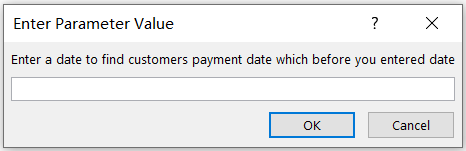 Enter Parameter Value
Enter a date to find customers payment date which before you entered date
OK Cancel